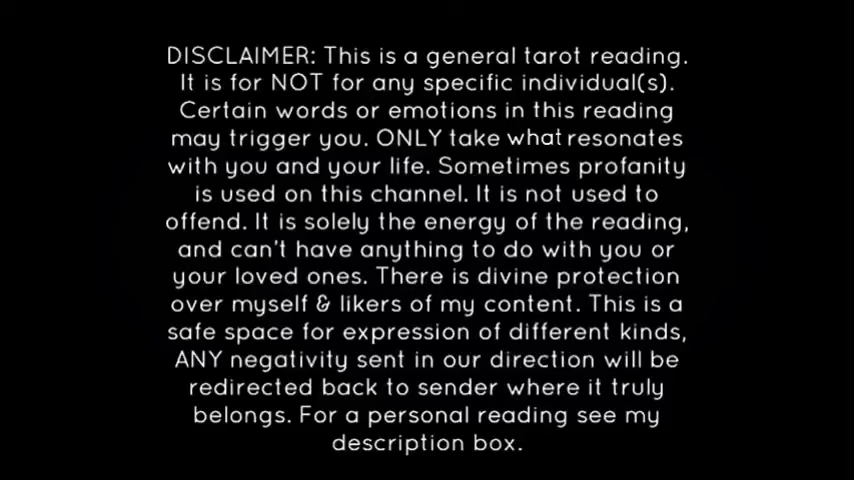 DISCLAIMER: This is a general tarot reading.
It is for NOT for any specific individual(s).
Certain words or emotions in this reading
may trigger you. ONLY take what resonates
with you and your life. Sometimes profanity
is used on this channel. It is not used to
offend. It is solely the energy of the reading,
and can't have anything to do with you or
your loved ones. There is divine protection
over myself & likers of my content. This is a
safe space for expression of different kinds,
ANY negativity sent in our direction will be
redirected back to sender where it truly
belongs. For a personal reading see my
description box.